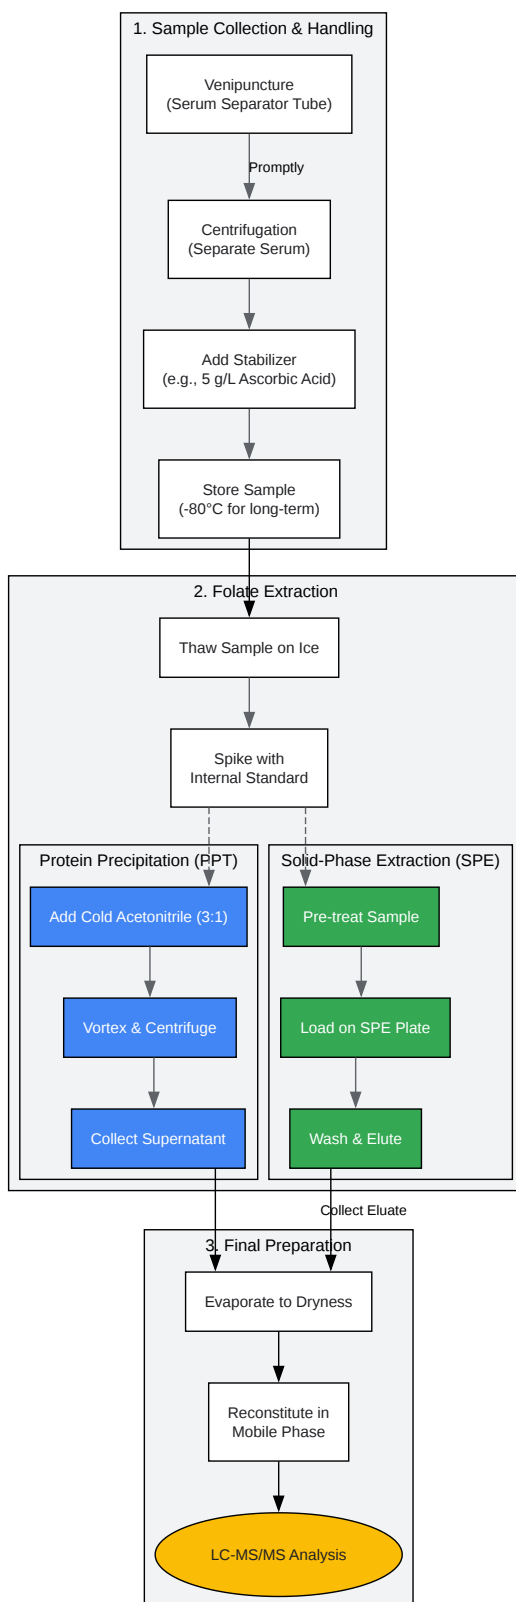 1. Sample Collection & Handling
Venipuncture
(Serum Separator Tube)
Promptly
Centrifugation
(Separate Serum)
Add Stabilizer
(e.g., 5 g/L Ascorbic Acid)
Store Sample
(-80°C for long-term)
2. Folate Extraction
Thaw Sample on Ice
Spike with
Internal Standard
Protein Precipitation (PPT)
Add Cold Acetonitrile (3:1)
Vortex & Centrifuge
Collect Supernatant
Solid-Phase Extraction (SPE)
Pre-treat Sample
Load on SPE Plate
Wash & Elute
Collect Eluate
3. Final Preparation
Evaporate to Dryness
Reconstitute in
Mobile Phase
LC-MS/MS Analysis